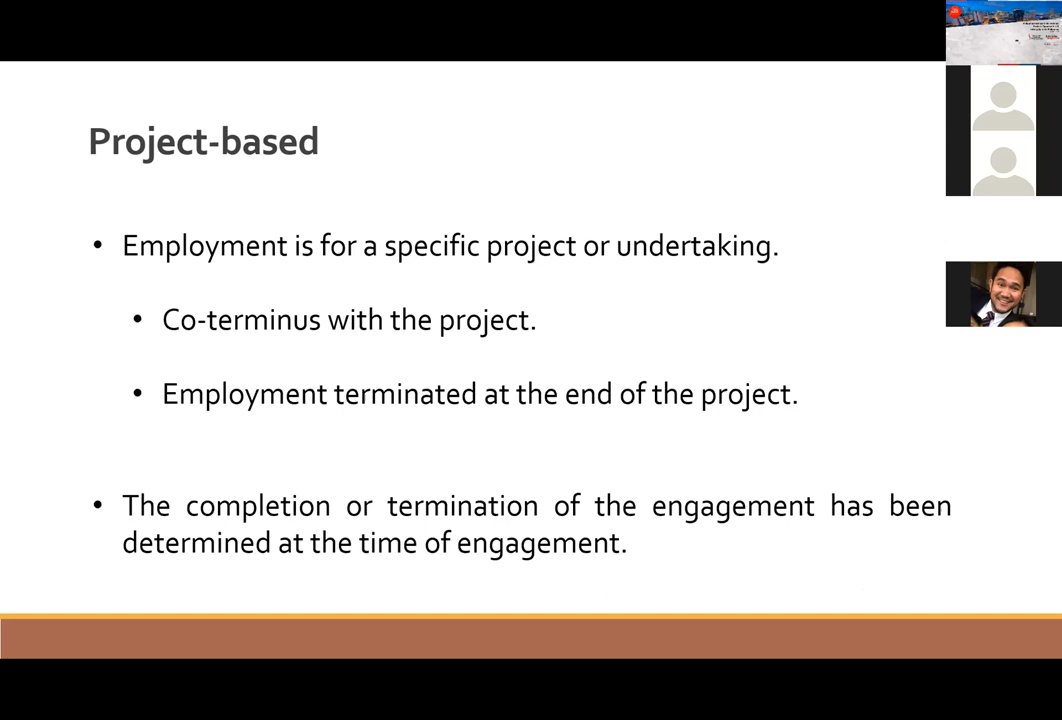 Project-based
• Employment is for a specific project or undertaking.
• Co-terminus with the project.
• Employment terminated at the end of the project.
• The completion or termination of the engagement has been
determined at the time of engagement.